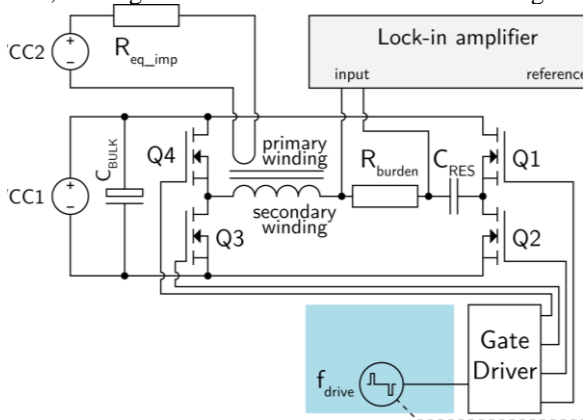 Lock-in amplifier
input reference
CC2
R_eq_imp
CC1
C_BULK
Q4
primary
winding
R_burden
C_RES
Q1
Q3
secondary
winding
Q2
f_drive
Gate
Driver